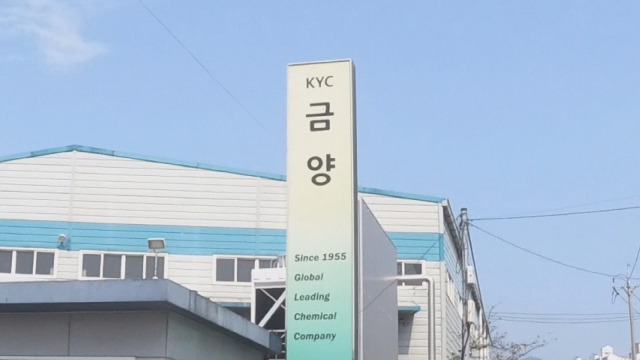 KYC
금
양
Since 1955
Global
Leading
Chemical
Company